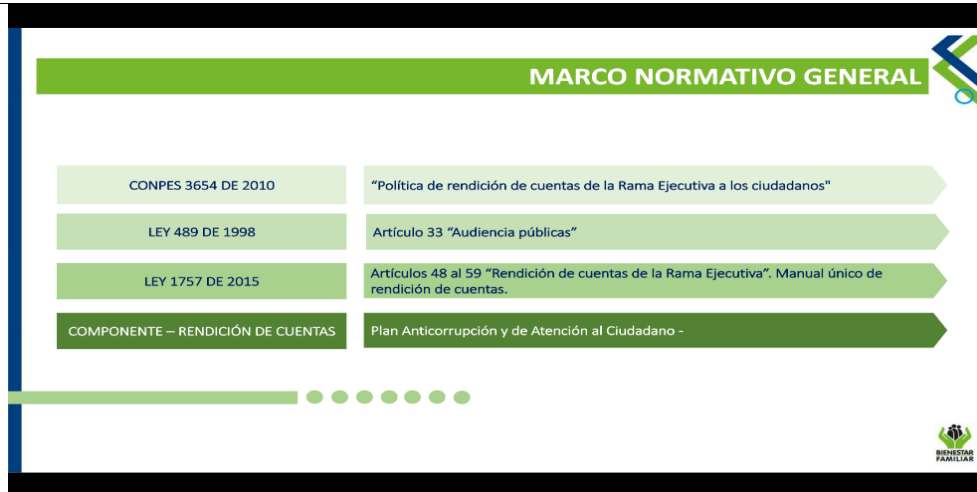 MARCO NORMATIVO GENERAL
CONPES 3654 DE 2010
“Política de rendición de cuentas de la Rama Ejecutiva a los ciudadanos"
LEY 489 DE 1998
Artículo 33 “Audiencia públicas”
LEY 1757 DE 2015
Artículos 48 al 59 “Rendición de cuentas de la Rama Ejecutiva”. Manual único de
rendición de cuentas.
COMPONENTE – RENDICIÓN DE CUENTAS
Plan Anticorrupción y de Atención al Ciudadano -
BIENESTAR
FAMILIAR